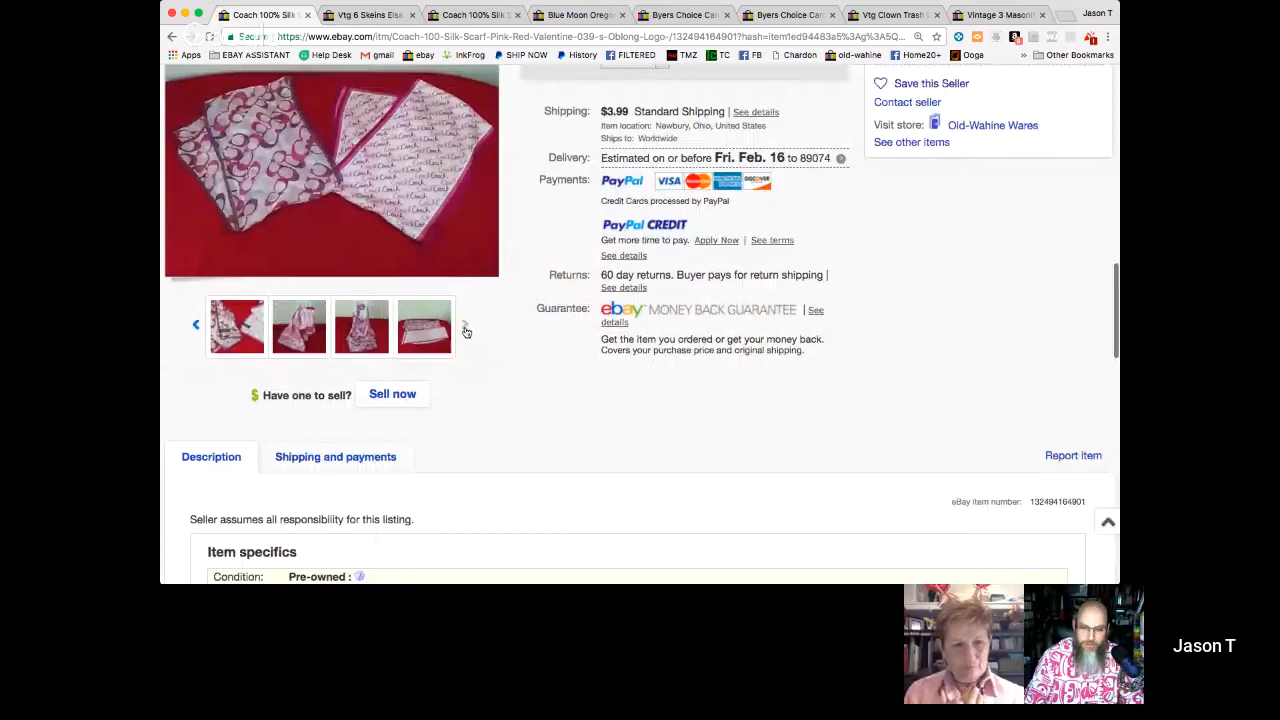 Coach 100% Silk S
Vtg 6 Skeins Elsa
Coach 100% Silk S
Blue Moon Oregon
Byers Choice Car
Byers Choice Car
Vtg Clown Trash
Vintage 3 Masonit
Jason T
Secure
https://www.ebay.com/itm/Coach-100-Silk-Scarf-Pink-Red-Valentine-039-s-Oblong-Logo-/132494164901?hash=item1ed94483a5%3Ag%3A5Q...
Apps
EBAY ASSISTANT
Help Desk
gmail
ebay
InkFrog
SHIP NOW
History
FILTERED
TMZ
TC
FB
Chardon
old-wahine
Home20+
Ooga
»
Other Bookmarks
Save this Seller
Contact seller
Visit store:
Old-Wahine Wares
See other items
Shipping:
$3.99 Standard Shipping | See details
Item location: Newbury, Ohio, United States
Ships to: Worldwide
Delivery:
Estimated on or before Fri. Feb. 16 to 89074
Payments:
PayPal VISA MasterCard DISCOVER
Credit Cards processed by PayPal
PayPal CREDIT
Get more time to pay. Apply Now | See terms
See details
Returns:
60 day returns. Buyer pays for return shipping |
See details
Guarantee:
ebay MONEY BACK GUARANTEE | See
details
Get the item you ordered or get your money back.
Covers your purchase price and original shipping.
$ Have one to sell? Sell now
Description
Shipping and payments
Report item
eBay item number: 132494164901
Seller assumes all responsibility for this listing.
Item specifics
Condition: Pre-owned :
Jason T